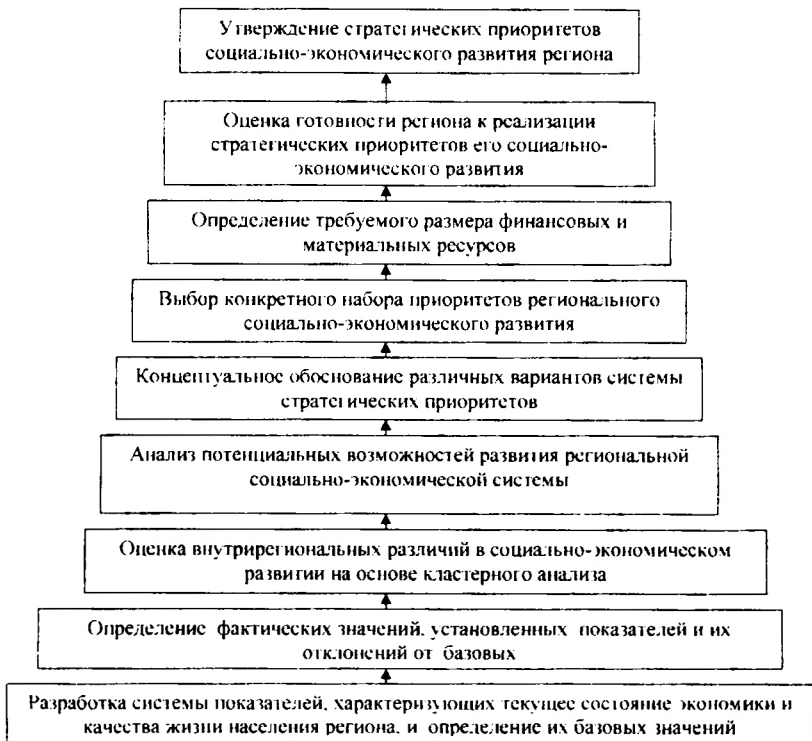 Утверждение стратегических приоритетов
социально-экономического развития региона
Оценка готовности региона к реализации
стратегических приоритетов его социально-
экономического развития
Определение требуемого размера финансовых и
материальных ресурсов
Выбор конкретного набора приоритетов регионального
социально-экономического развития
Концептуальное обоснование различных вариантов системы
стратегических приоритетов
Анализ потенциальных возможностей развития региональной
социально-экономической системы
Оценка внутрирегиональных различий в социально-экономическом
развитии на основе кластерного анализа
Определение фактических значений, установленных показателей и их
отклонений от базовых
Разработка системы показателей, характеризующих текущее состояние экономики и
качества жизни населения региона, и определение их базовых значений